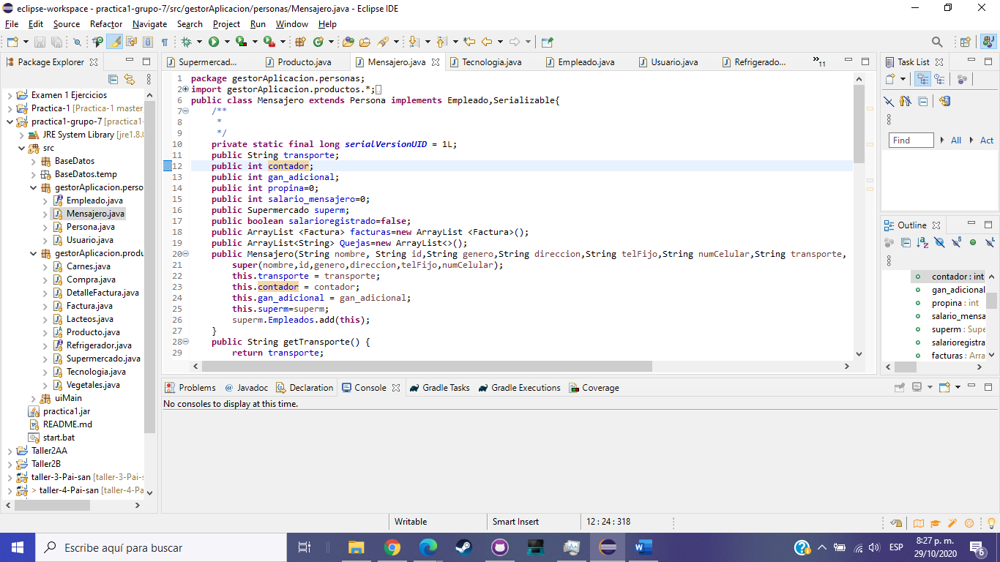 eclipse-workspace - practica1-grupo-7/src/gestorAplicacion/personas/Mensajero.java - Eclipse IDE
File Edit Source Refactor Navigate Search Project Run Window Help
Package Explorer
Examen 1 Ejercicios
Practica-1 [Practica-1 master
practica1-grupo-7 [practica1-
JRE System Library [jre1.8.0
src
BaseDatos
BaseDatos.temp
gestorAplicacion.perso
Empleado.java
Mensajero.java
Persona.java
Usuario.java
gestorAplicacion.produ
Carnes.java
Compra.java
DetalleFactura.java
Factura.java
Lacteos.java
Producto.java
Refrigerador.java
Supermercado.java
Tecnologia.java
Vegetales.java
uiMain
practica1.jar
README.md
start.bat
Taller2AA
Taller2B
taller-3-Pai-san [taller-3-Pai-s
> taller-4-Pai-san [taller-4-Pa
Supermercad... Producto.java Mensajero.java Tecnologia.java Empleado.java Usuario.java Refrigerado... »11
1 package gestorAplicacion.personas;
2 import gestorAplicacion.productos.*;
6 public class Mensajero extends Persona implements Empleado,Serializable{
7 /**
8 *
9 */
10 private static final long serialVersionUID = 1L;
11 public String transporte;
12 public int contador;
13 public int gan_adicional;
14 public int propina=0;
15 public int salario_mensajero=0;
16 public Supermercado superm;
17 public boolean salarioregistrado=false;
18 public ArrayList <Factura> facturas=new ArrayList <Factura>();
19 public ArrayList<String> Quejas=new ArrayList<>();
20 public Mensajero(String nombre, String id,String genero,String direccion,String telFijo,String numCelular,String transporte,
21 super(nombre,id,genero,direccion,telFijo,numCelular);
22 this.transporte = transporte;
23 this.contador = contador;
24 this.gan_adicional = gan_adicional;
25 this.superm=superm;
26 superm.Empleados.add(this);
27 }
28 public String getTransporte() {
29 return transporte;
Task List
Find All Act
Outline
contador : int
gan_adicional
propina : int
salario_mensa
superm : Supe
salarioregistra
facturas : Arra
Problems @ Javadoc Declaration Console Gradle Tasks Gradle Executions Coverage
No consoles to display at this time.
Writable Smart Insert 12 : 24 : 318
Escribe aquí para buscar
ESP
8:27 p. m.
29/10/2020
6